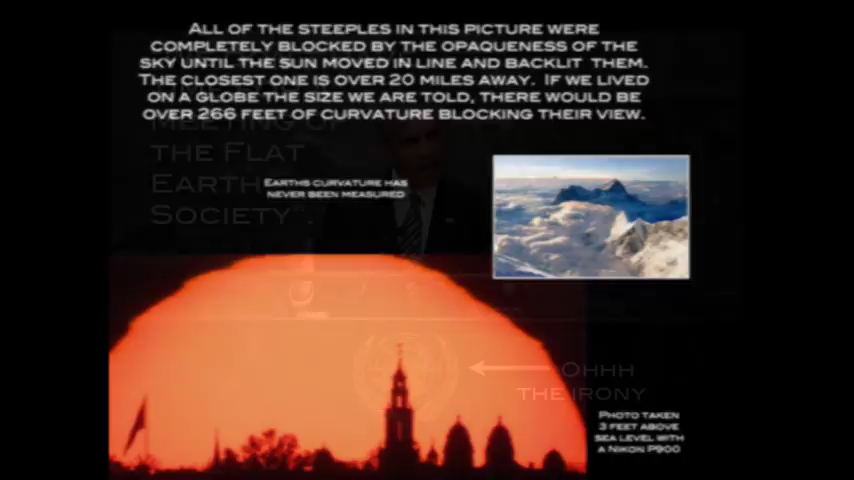 ALL OF THE STEEPLES IN THIS PICTURE WERE
COMPLETELY BLOCKED BY THE OPAQUENESS OF THE
SKY UNTIL THE SUN MOVED IN LINE AND BACKLIT THEM.
THE CLOSEST ONE IS OVER 20 MILES AWAY. IF WE LIVED
ON A GLOBE THE SIZE WE ARE TOLD, THERE WOULD BE
OVER 266 FEET OF CURVATURE BLOCKING THEIR VIEW.
MEETING OF
THE FLAT
EARTH
SOCIETY".
EARTHS CURVATURE HAS
NEVER BEEN MEASURED
OHHH
THE IRONY
PHOTO TAKEN
3 FEET ABOVE
SEA LEVEL WITH
A NIKON P900